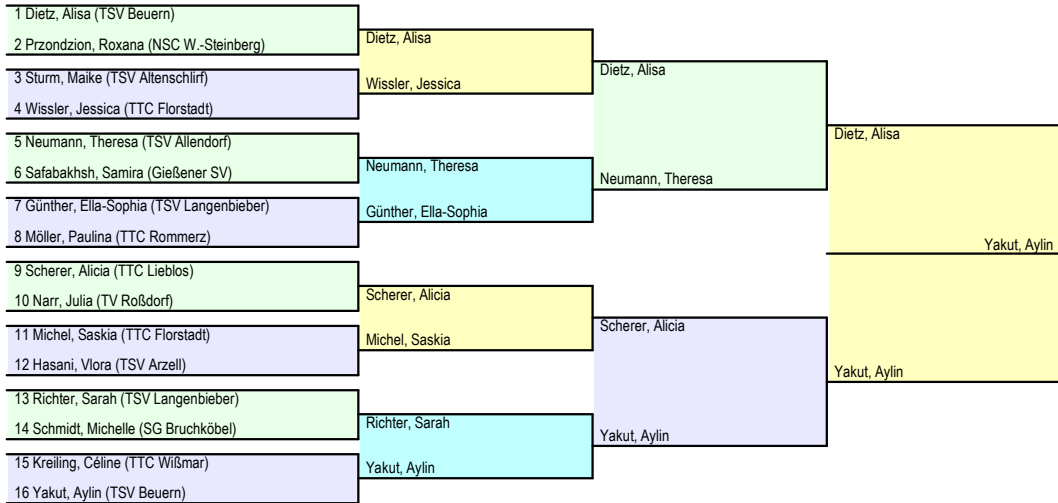 1 Dietz, Alisa (TSV Beuern)
2 Przondzion, Roxana (NSC W.-Steinberg)
3 Sturm, Maike (TSV Altenschlirf)
4 Wissler, Jessica (TTC Florstadt)
5 Neumann, Theresa (TSV Allendorf)
6 Safabakhsh, Samira (Gießener SV)
7 Günther, Ella-Sophia (TSV Langenbieber)
8 Möller, Paulina (TTC Rommerz)
9 Scherer, Alicia (TTC Lieblos)
10 Narr, Julia (TV Roßdorf)
11 Michel, Saskia (TTC Florstadt)
12 Hasani, Vlora (TSV Arzell)
13 Richter, Sarah (TSV Langenbieber)
14 Schmidt, Michelle (SG Bruchköbel)
15 Kreiling, Céline (TTC Wißmar)
16 Yakut, Aylin (TSV Beuern)
Dietz, Alisa
Wissler, Jessica
Neumann, Theresa
Günther, Ella-Sophia
Scherer, Alicia
Michel, Saskia
Richter, Sarah
Yakut, Aylin
Dietz, Alisa
Neumann, Theresa
Scherer, Alicia
Yakut, Aylin
Dietz, Alisa
Yakut, Aylin
Yakut, Aylin